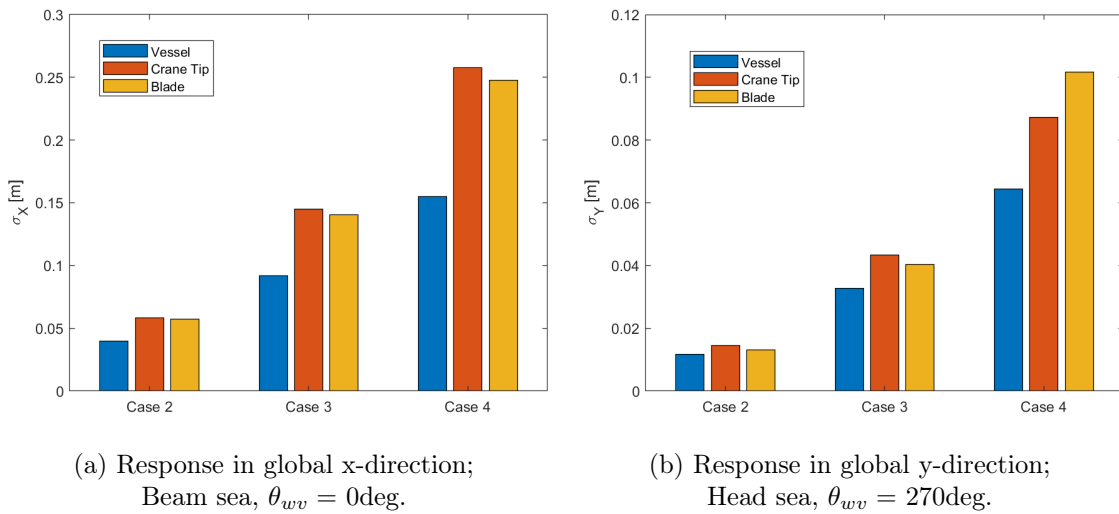 0.3
0.25
0.2
0.15
0.1
0.05
0
σX [m]
Vessel
Crane Tip
Blade
Case 2
Case 3
Case 4
(a) Response in global x-direction;
Beam sea, θwv = 0deg.
0.12
0.1
0.08
0.06
0.04
0.02
0
σY [m]
Vessel
Crane Tip
Blade
Case 2
Case 3
Case 4
(b) Response in global y-direction;
Head sea, θwv = 270deg.